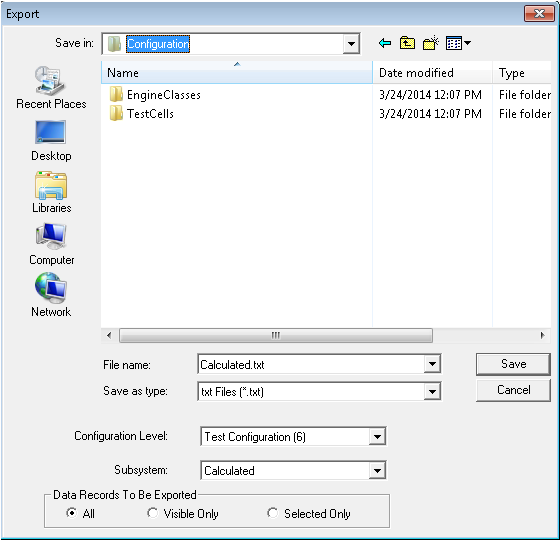 Export
Save in: Configuration
Name Date modified Type
EngineClasses 3/24/2014 12:07 PM File folder
TestCells 3/24/2014 12:07 PM File folder
Recent Places
Desktop
Libraries
Computer
Network
File name: Calculated.txt Save
Save as type: txt Files (*.txt) Cancel
Configuration Level: Test Configuration (6)
Subsystem: Calculated
Data Records To Be Exported
All Visible Only Selected Only